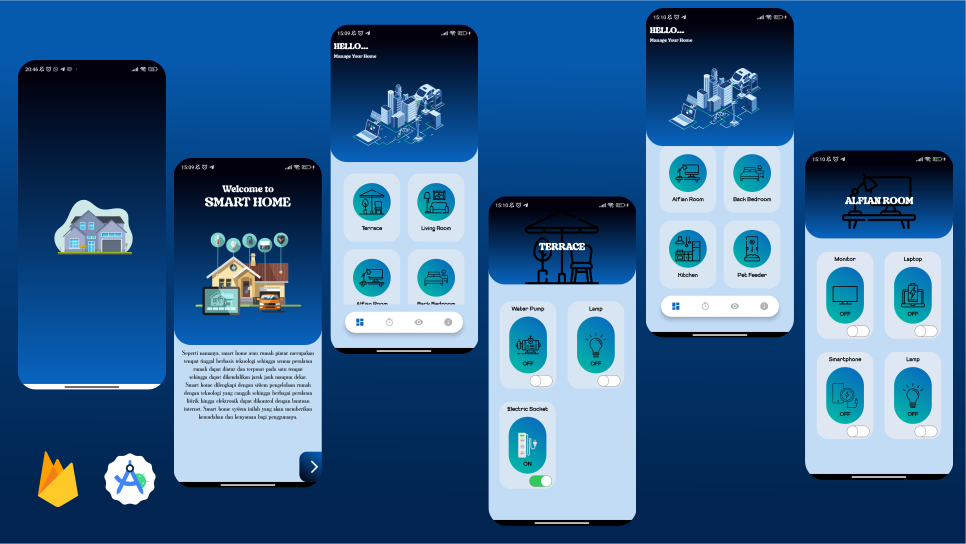 20:46
15:09
Welcome to
SMART HOME
Seperti namanya, smart home atau rumah pintar merupakan
tempat tinggal berbasis teknologi sehingga semua peralatan
rumah dapat diatur dan terpusat pada satu tempat
sehingga dapat dikendalikan jarak jauh maupun dekat.
Smart home dilengkapi dengan sistem pengelolaan rumah
dengan teknologi yang canggih sehingga berbagai peralatan
listrik hingga elektronik dapat dikontrol dengan bantuan
internet. Smart home system inilah yang akan memberikan
kemudahan dan kenyaman bagi penggunanya.
15:09
HELLO...
Manage Your Home
Terrace
Living Room
Alfian Room
Back Bedroom
15:10
TERRACE
Water Pump
OFF
Lamp
OFF
Electric Socket
ON
15:10
HELLO...
Manage Your Home
Alfian Room
Back Bedroom
Kitchen
Pet Feeder
15:10
ALFIAN ROOM
Monitor
OFF
Laptop
OFF
Smartphone
OFF
Lamp
OFF